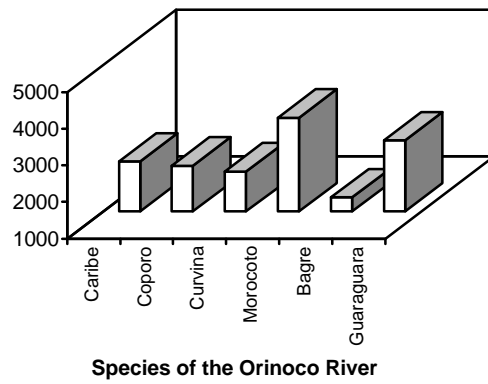 5000
4000
3000
2000
1000
Caribe
Coporo
Curvina
Morocoto
Bagre
Guaraguara
Species of the Orinoco River